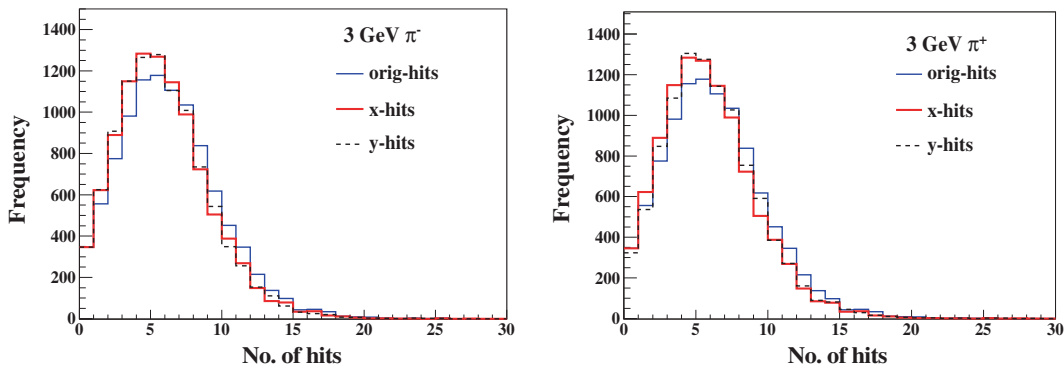 3 GeV π⁻
orig-hits
x-hits
y-hits
Frequency
1400
1200
1000
800
600
400
200
0
0 5 10 15 20 25 30
No. of hits
3 GeV π⁺
orig-hits
x-hits
y-hits
Frequency
1400
1200
1000
800
600
400
200
0
0 5 10 15 20 25 30
No. of hits